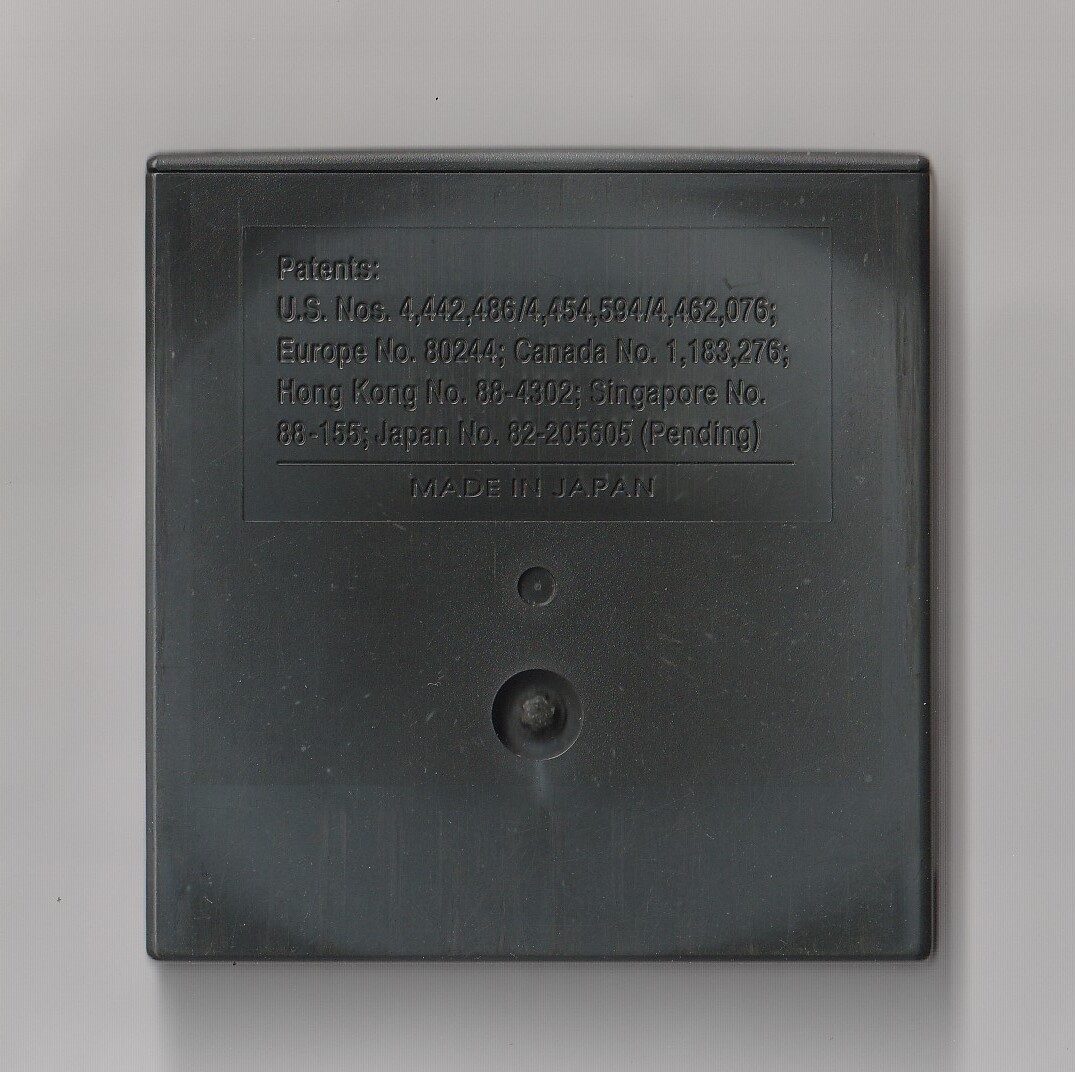 Patents:
U.S. Nos. 4,442,486/4,454,594/4,462,076;
Europe No. 80244; Canada No. 1,183,276;
Hong Kong No. 88-4302; Singapore No.
88-155; Japan No. 82-205605 (Pending)
MADE IN JAPAN